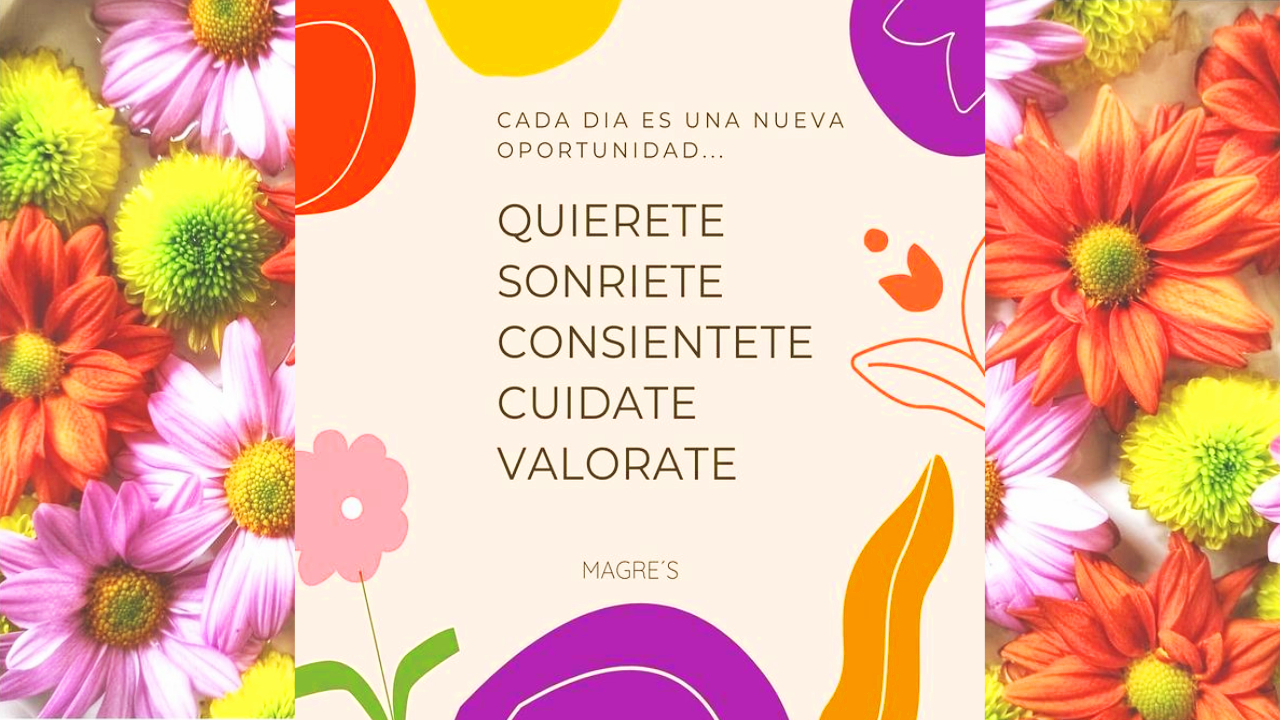 CADA DIA ES UNA NUEVA
OPORTUNIDAD...
QUIERETE
SONRIETE
CONSIENTETE
CUIDATE
VALORATE
MAGRE´S